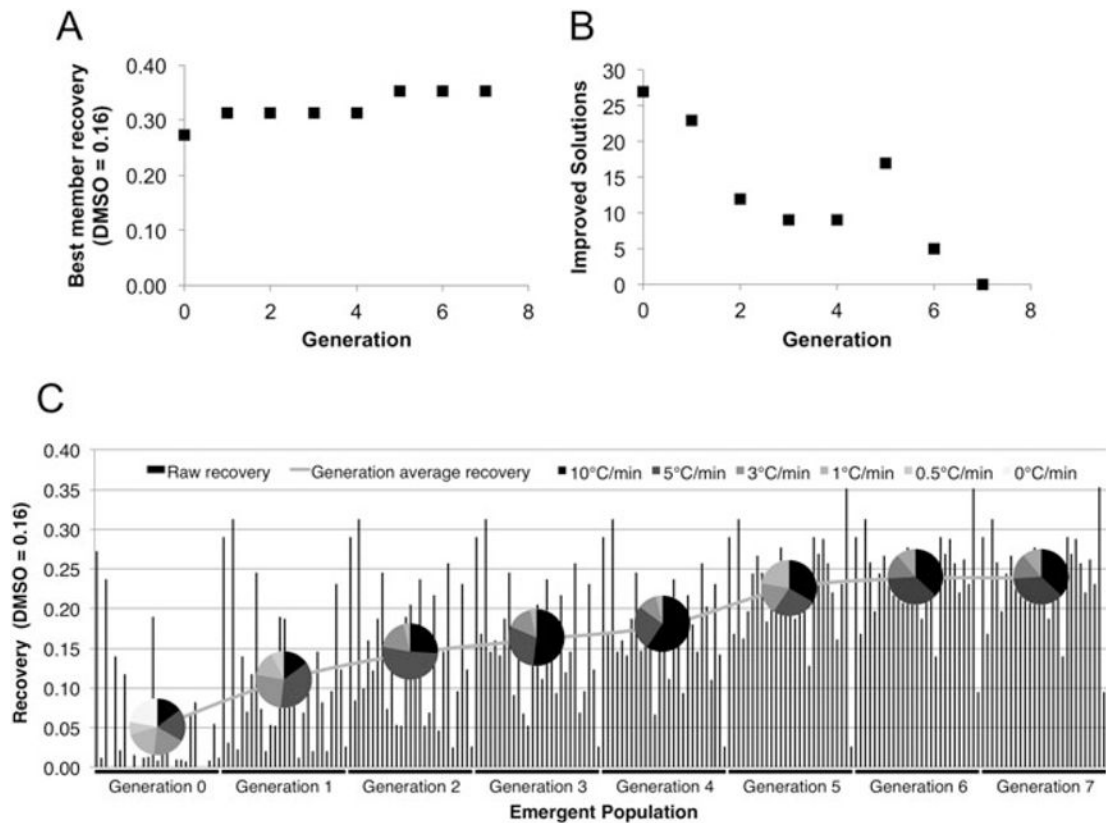 A
Best member recovery
(DMSO = 0.16)
0.40
0.30
0.20
0.10
0.00
0 2 4 6 8
Generation
B
Improved Solutions
30
25
20
15
10
5
0
0 2 4 6 8
Generation
C
Recovery (DMSO = 0.16)
0.40
0.35
0.30
0.25
0.20
0.15
0.10
0.05
0.00
Raw recovery Generation average recovery 10°C/min 5°C/min 3°C/min 1°C/min 0.5°C/min 0°C/min
Generation 0 Generation 1 Generation 2 Generation 3 Generation 4 Generation 5 Generation 6 Generation 7
Emergent Population